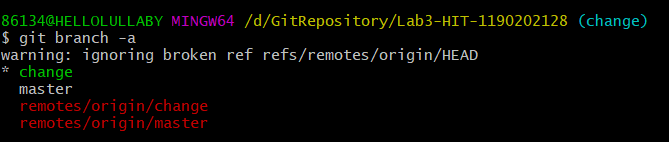 86134@HELLOLULLABY MINGW64 /d/GitRepository/Lab3-HIT-1190202128 (change)
$ git branch -a
warning: ignoring broken ref refs/remotes/origin/HEAD
* change
  master
  remotes/origin/change
  remotes/origin/master